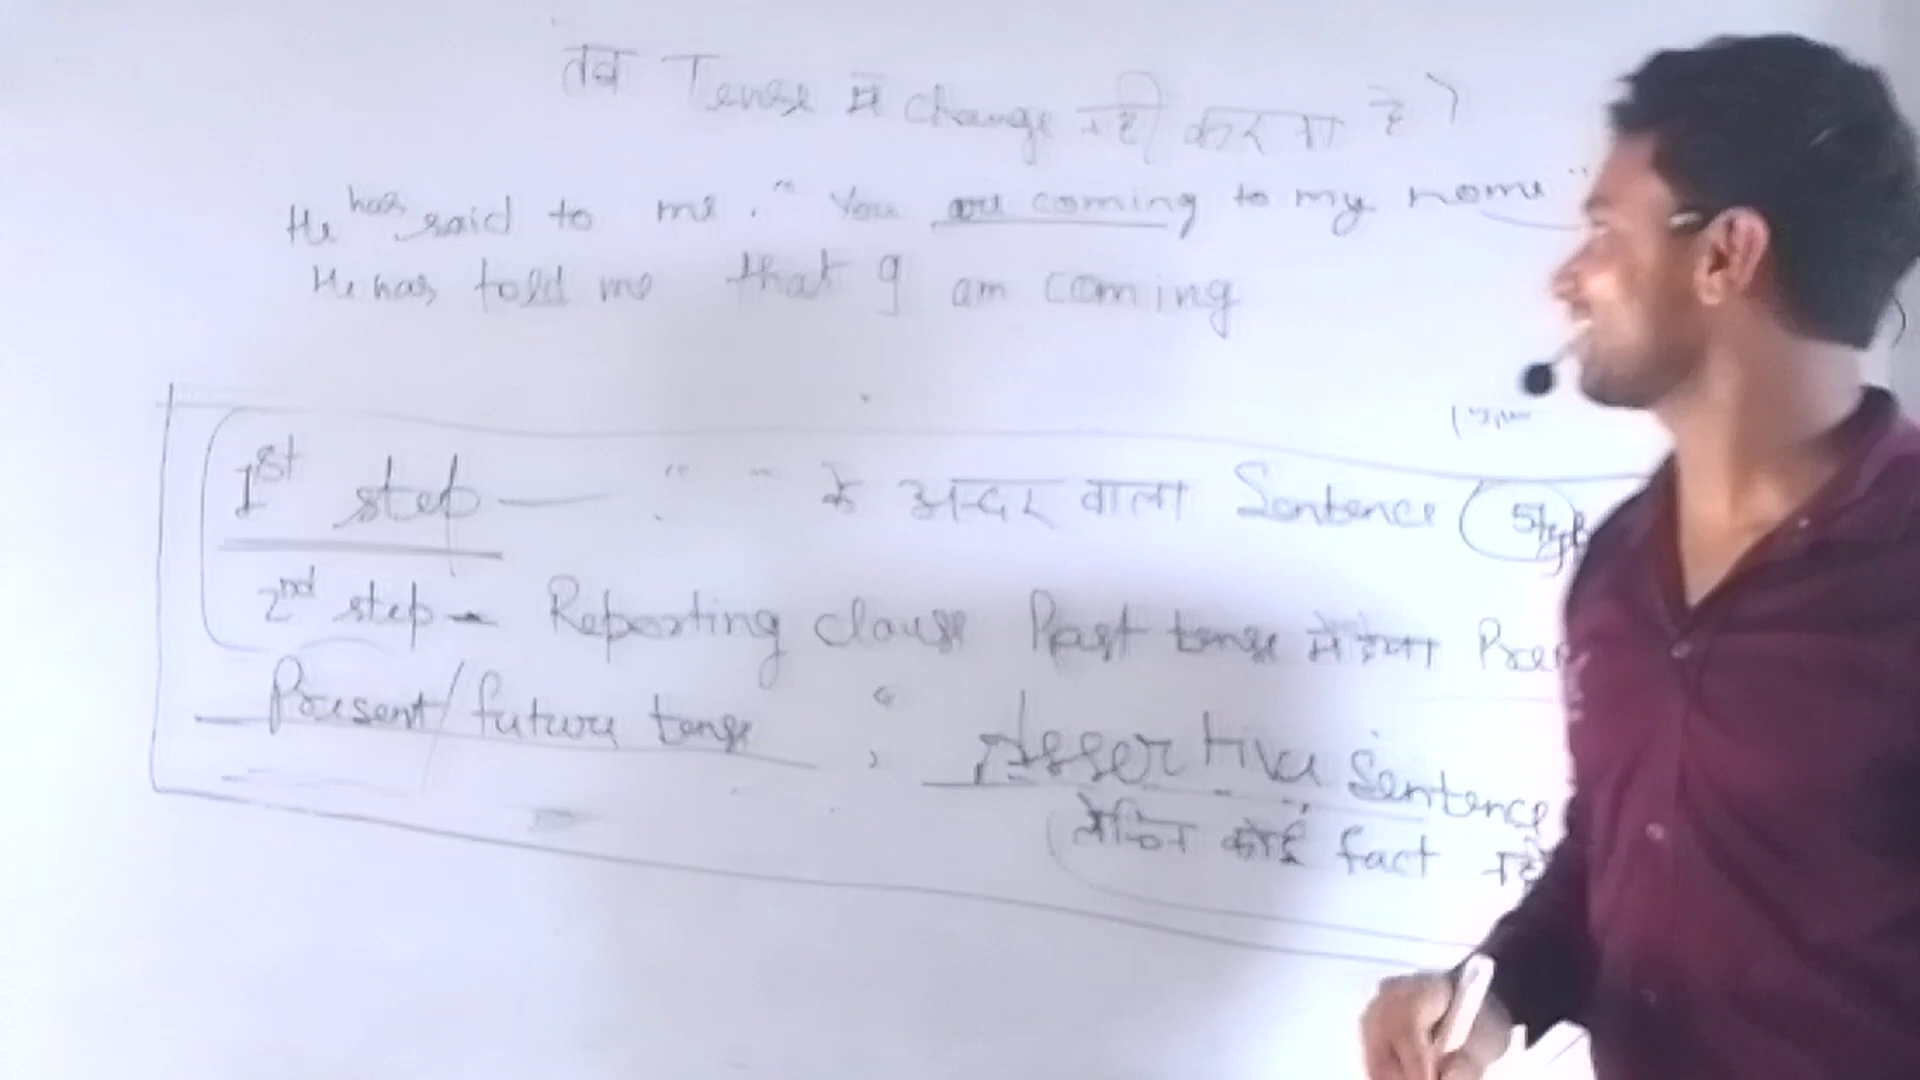 तब Tense में change नही करना है?
He has said to me. " You are coming to my home "
He has told me that I am coming
1st step — " " के अन्दर वाला Sentence
2nd step - Reporting clause Past tense में
Present/future tense , Assertive Sentence
लेकिन कोई fact